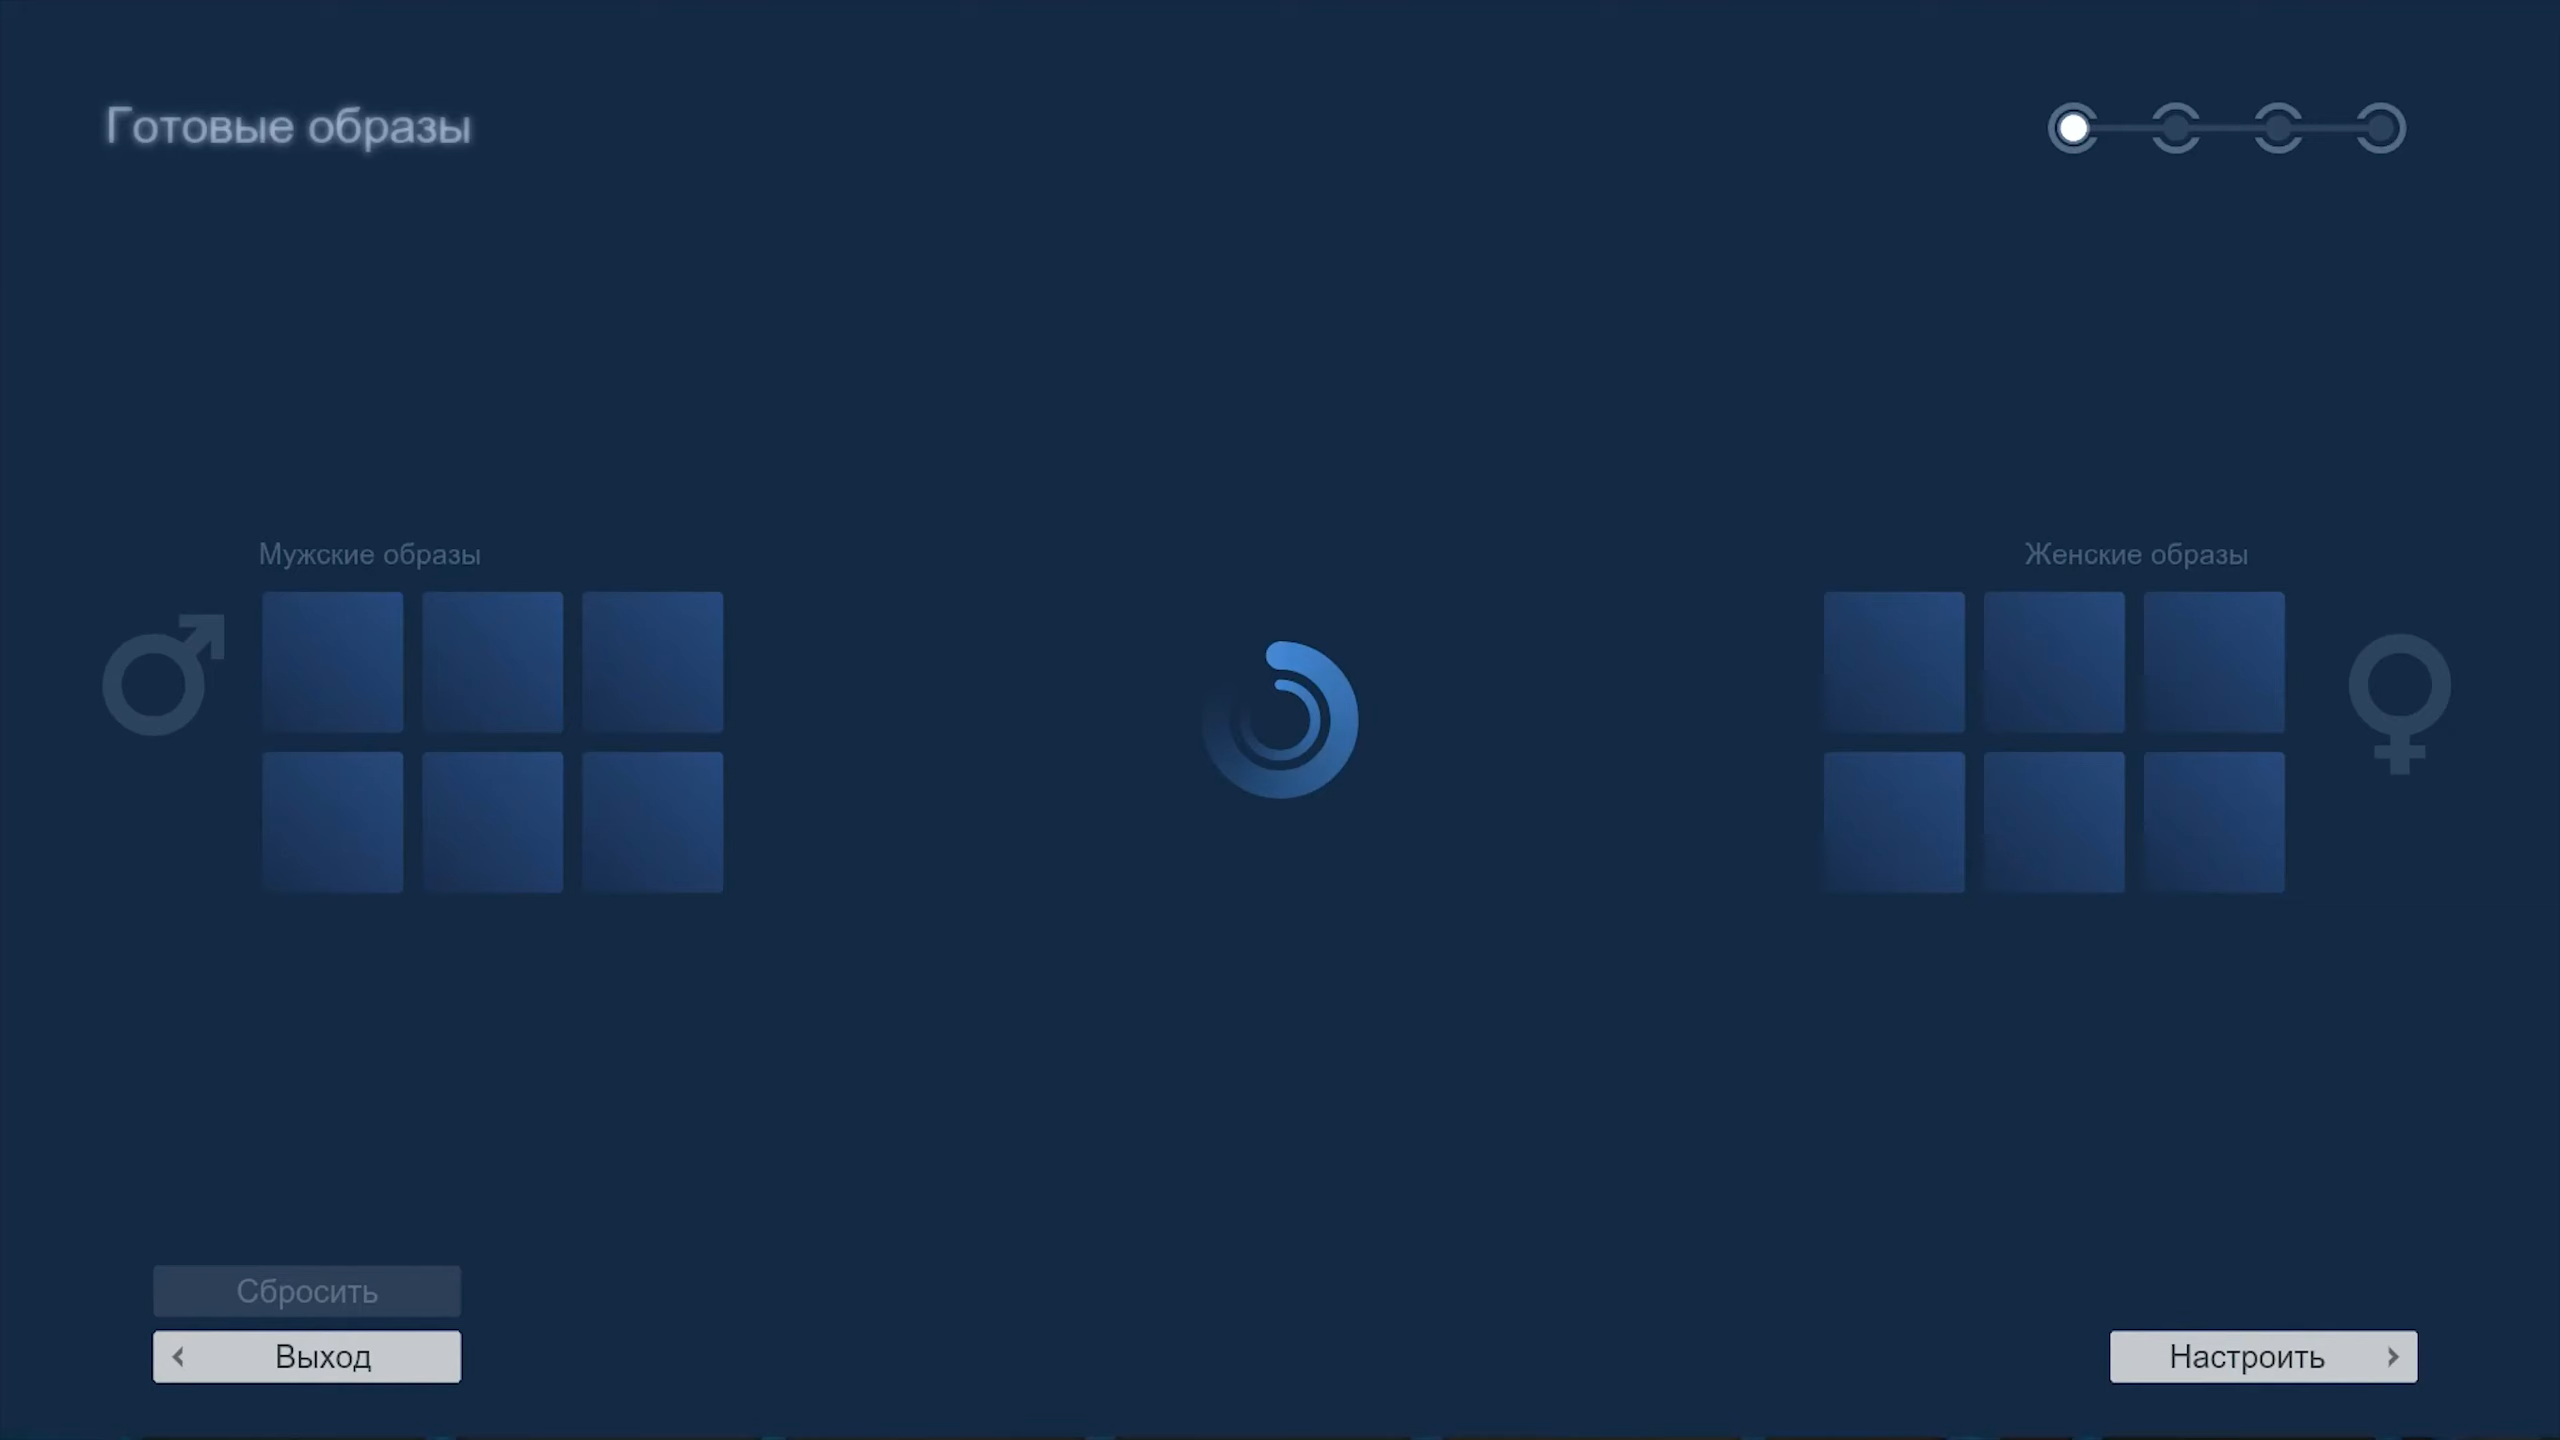 Готовые образы
Мужские образы
Женские образы
Сбросить
Выход
Настроить